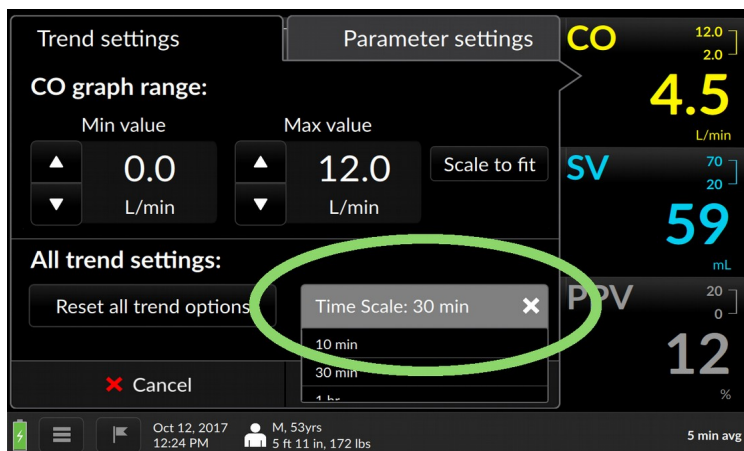 Trend settings
Parameter settings
CO graph range:
Min value
Max value
0.0
L/min
12.0
L/min
Scale to fit
All trend settings:
Reset all trend option
Time Scale: 30 min
10 min
30 min
1 hr
Cancel
CO
12.0
2.0
4.5
L/min
SV
70
20
59
mL
PPV
20
0
12
%
Oct 12, 2017
12:24 PM
M, 53yrs
5 ft 11 in, 172 lbs
5 min avg